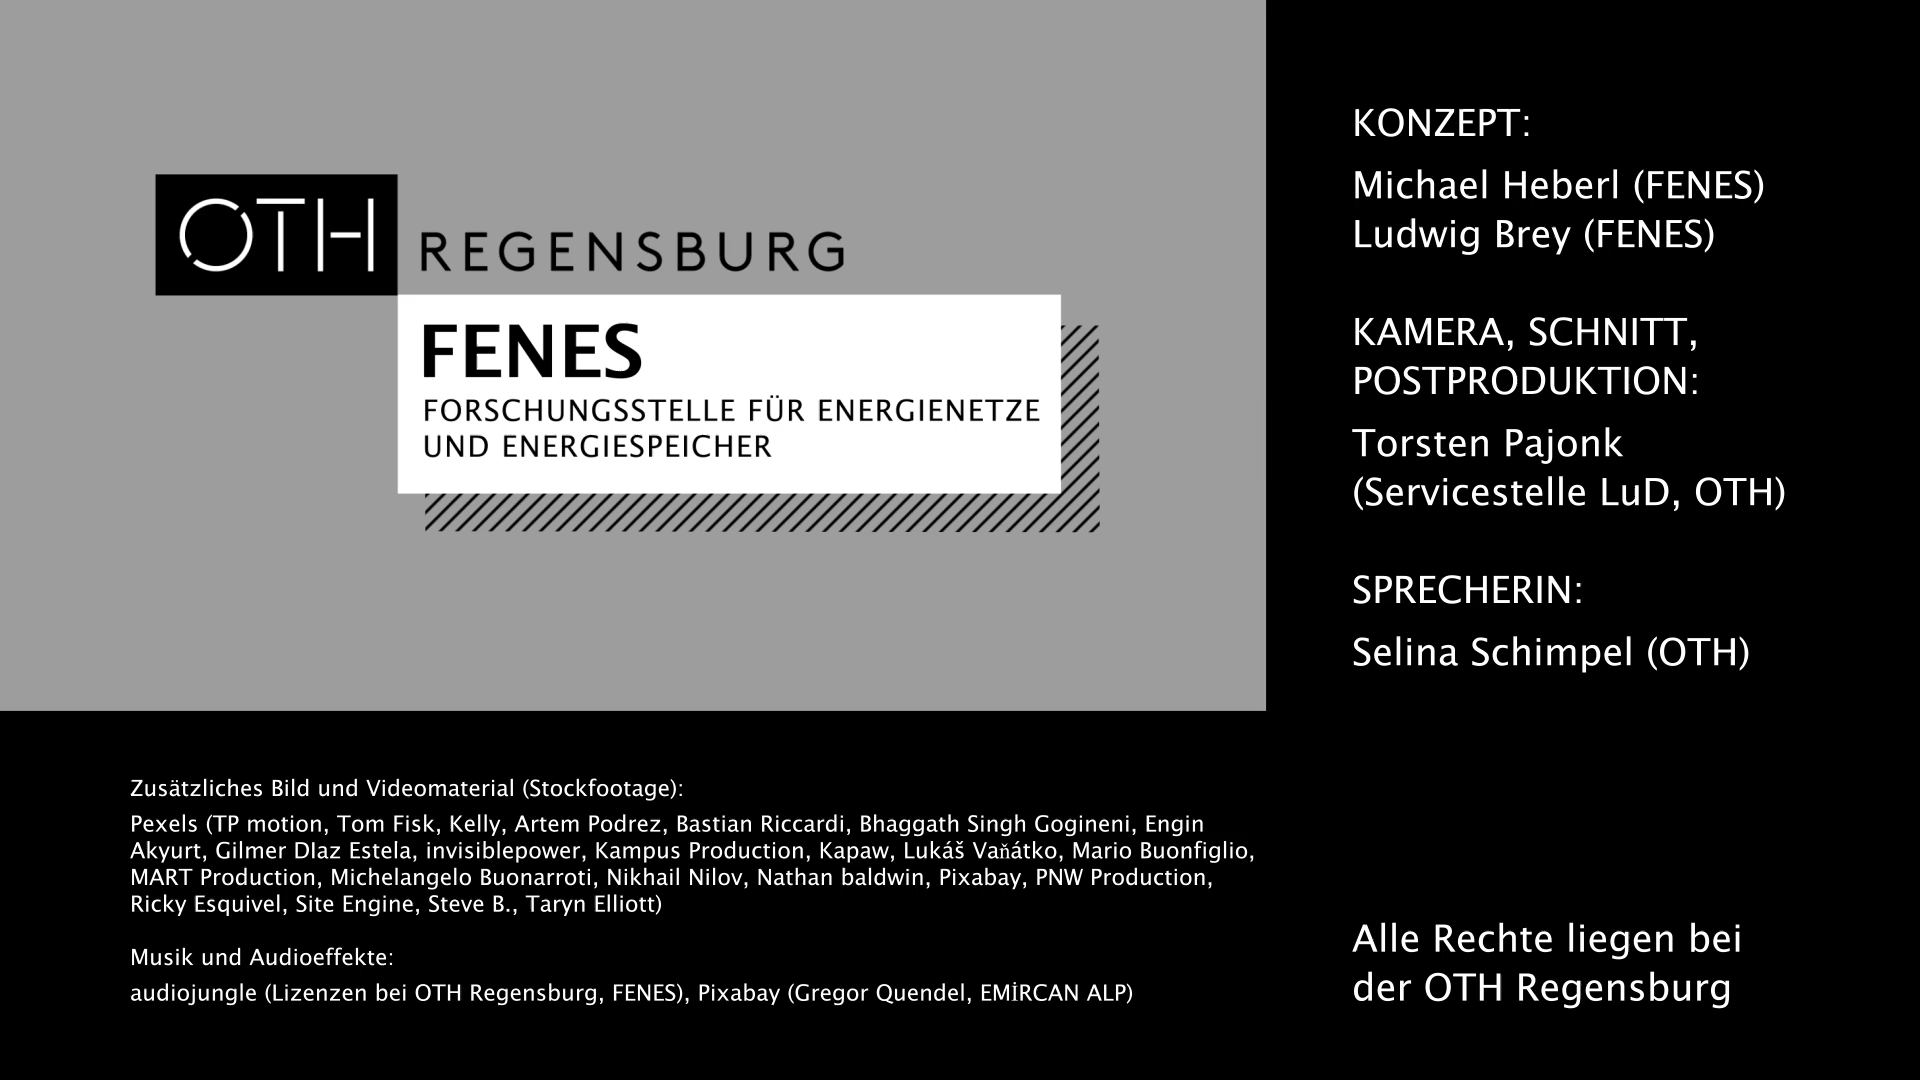 OTH REGENSBURG
FENES
FORSCHUNGSSTELLE FÜR ENERGIENETZE
UND ENERGIESPEICHER
KONZEPT:
Michael Heberl (FENES)
Ludwig Brey (FENES)
KAMERA, SCHNITT,
POSTPRODUKTION:
Torsten Pajonk
(Servicestelle LuD, OTH)
SPRECHERIN:
Selina Schimpel (OTH)
Zusätzliches Bild und Videomaterial (Stockfootage):
Pexels (TP motion, Tom Fisk, Kelly, Artem Podrez, Bastian Riccardi, Bhaggath Singh Gogineni, Engin
Akyurt, Gilmer DIaz Estela, invisiblepower, Kampus Production, Kapaw, Lukáš Vaňátko, Mario Buonfiglio,
MART Production, Michelangelo Buonarroti, Nikhail Nilov, Nathan baldwin, Pixabay, PNW Production,
Ricky Esquivel, Site Engine, Steve B., Taryn Elliott)
Musik und Audioeffekte:
audiojungle (Lizenzen bei OTH Regensburg, FENES), Pixabay (Gregor Quendel, EMİRCAN ALP)
Alle Rechte liegen bei
der OTH Regensburg